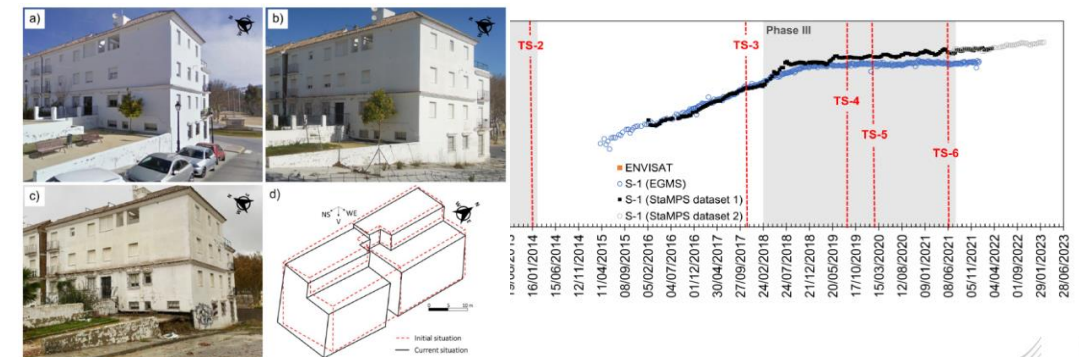 a)
b)
c)
d)
NS
WE
V
0
10 m
Initial situation
Current situation
Phase III
TS-2
TS-3
TS-4
TS-5
TS-6
ENVISAT
S-1 (EGMS)
S-1 (StaMPS dataset 1)
S-1 (StaMPS dataset 2)
16/01/2014
15/06/2014
12/11/2014
11/04/2015
08/09/2015
05/02/2016
04/07/2016
01/12/2016
30/04/2017
27/09/2017
24/02/2018
24/07/2018
21/12/2018
20/05/2019
17/10/2019
15/03/2020
12/08/2020
09/01/2021
08/06/2021
05/11/2021
04/04/2022
01/09/2022
29/01/2023
28/06/2023